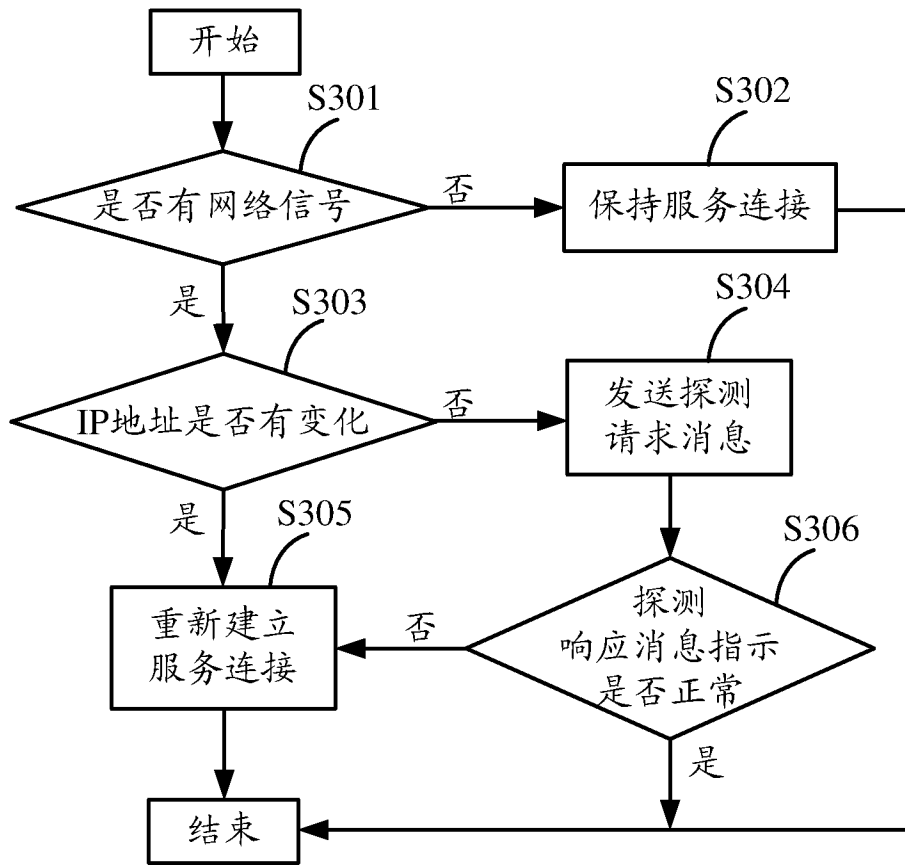 开始
S301
S302
是否有网络信号
否
保持服务连接
是
S303
S304
IP地址是否有变化
否
发送探测
请求消息
是
S305
S306
重新建立
服务连接
否
探测
响应消息指示
是否正常
是
结束